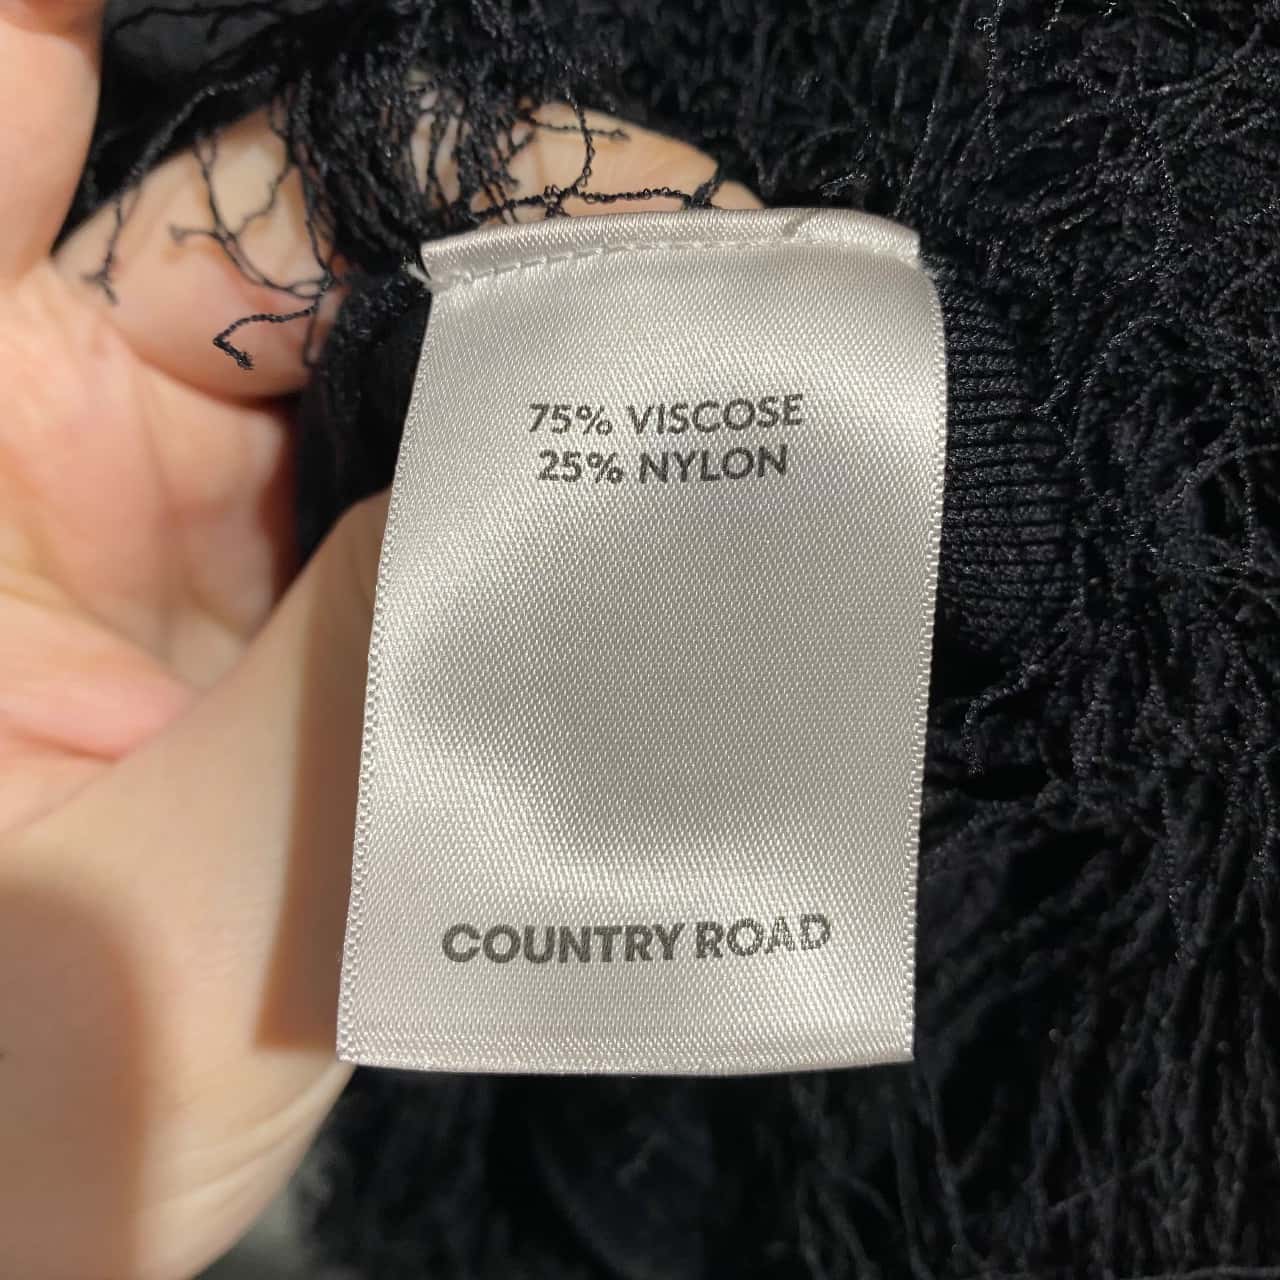 75% VISCOSE
25% NYLON
COUNTRY ROAD